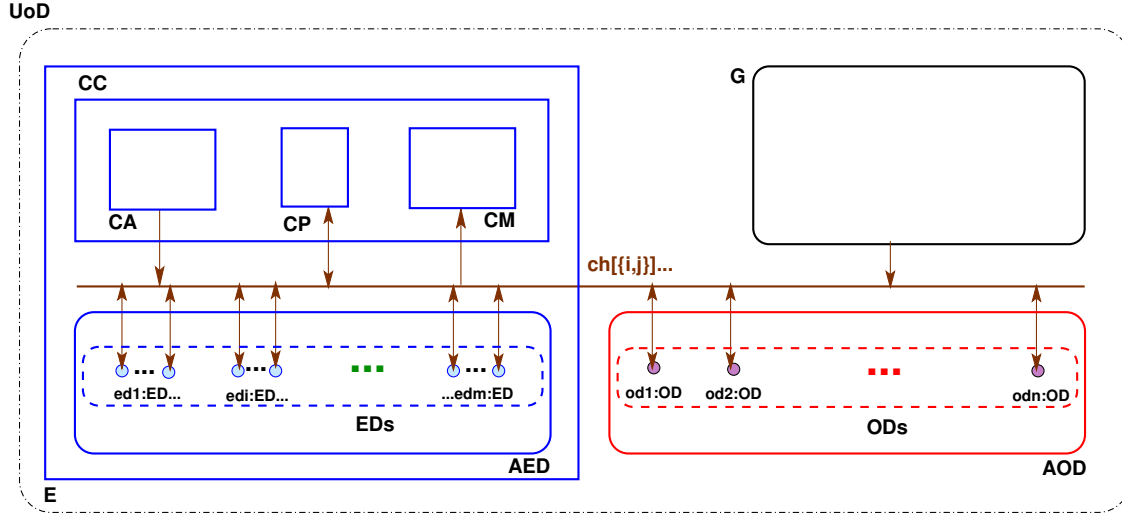 UoD
CC
G
CA
CP
CM
ch[{i,j}]...
ed1:ED...
edi:ED...
...edm:ED
od1:OD
od2:OD
odn:OD
EDs
ODs
AED
AOD
E